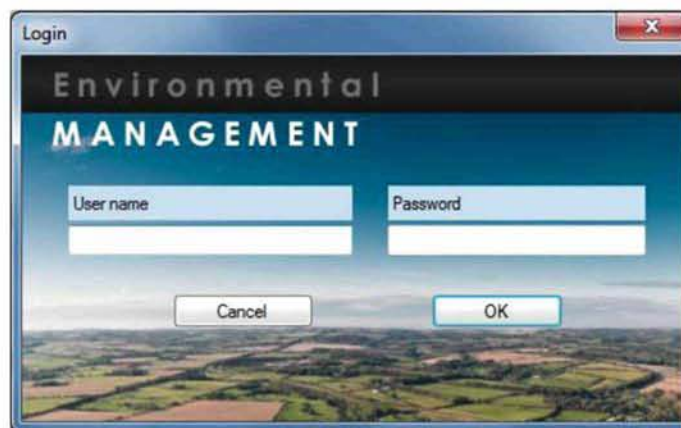 Login
Environmental
MANAGEMENT
User name
Password
Cancel
OK